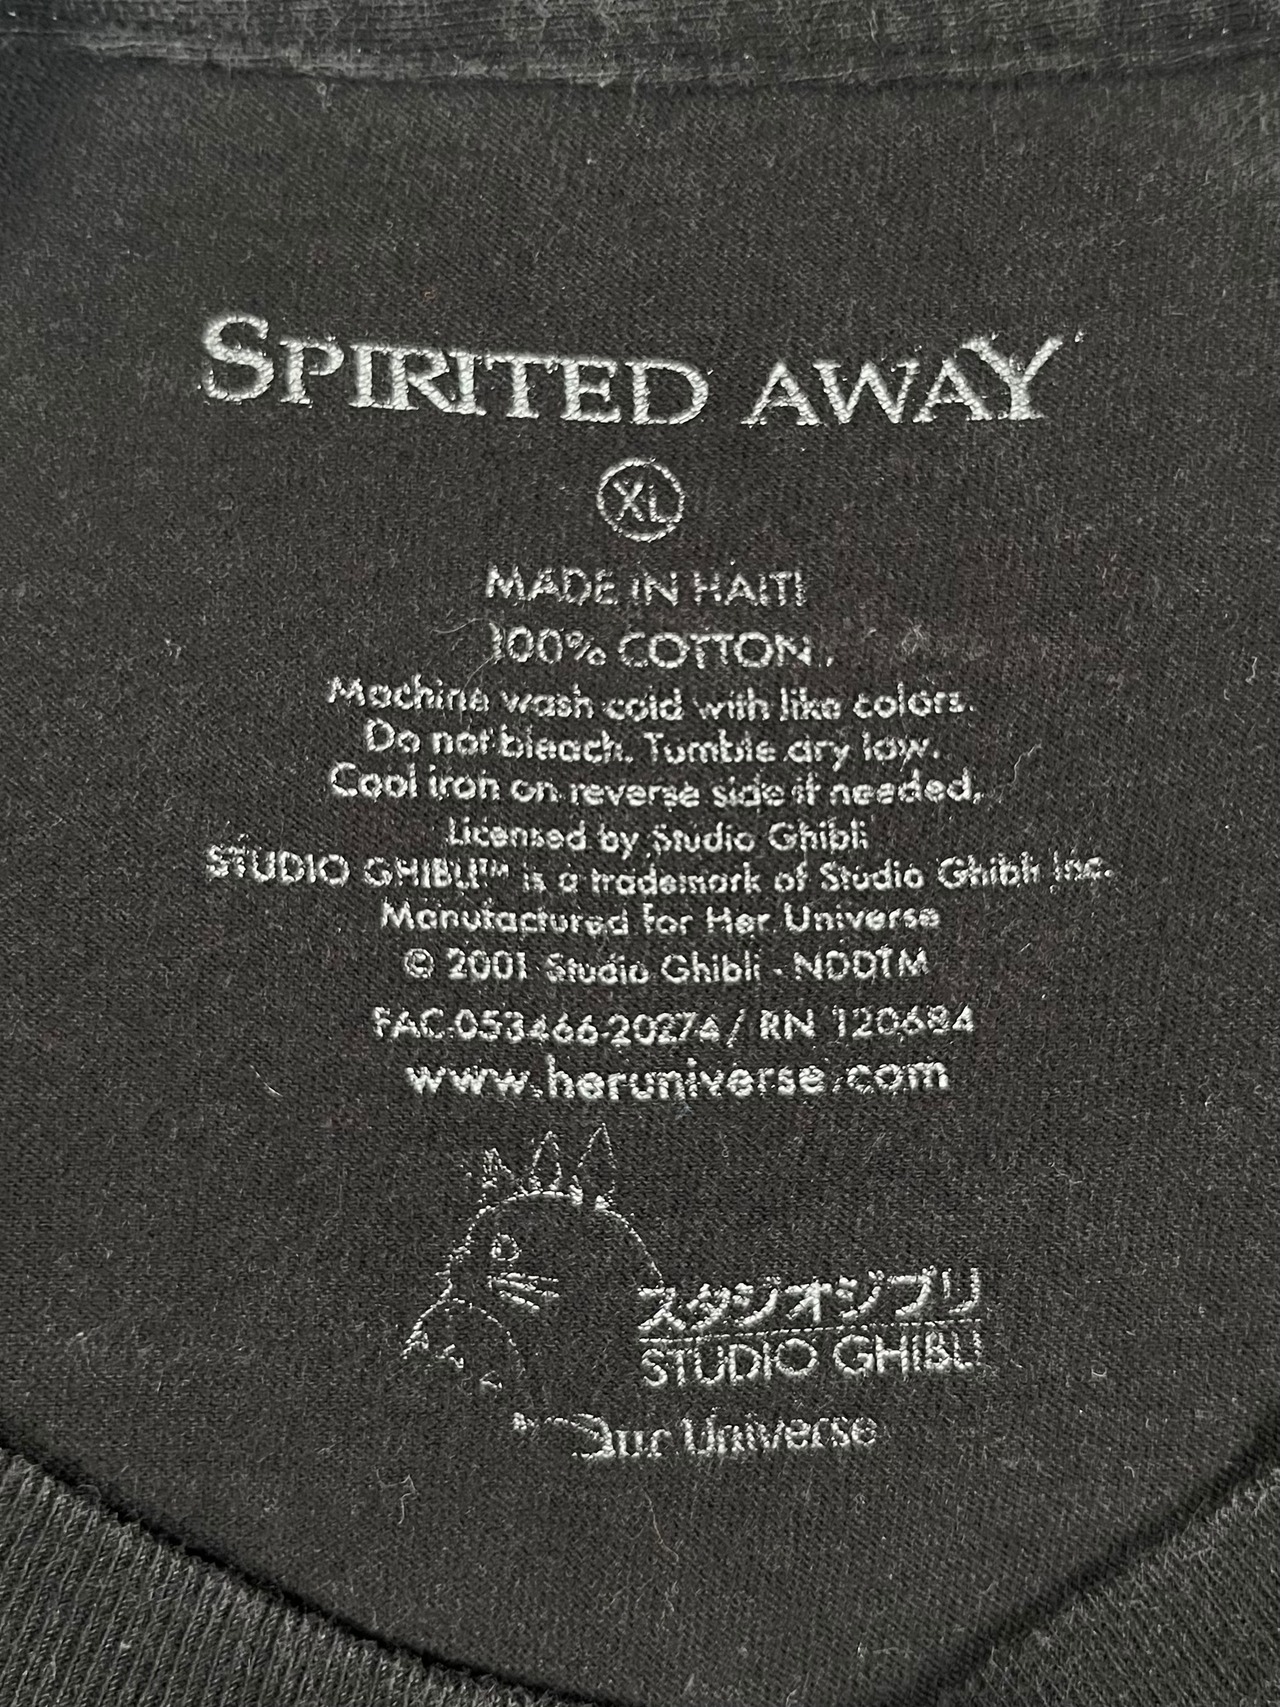 SPIRITED AWAY
XL
MADE IN HAITI
100% COTTON.
Machine wash cold with like colors.
Do not bleach. Tumble dry low.
Cool iron on reverse side if needed.
Licensed by Studio Ghibli
STUDIO GHIBLI™ is a trademark of Studio Ghibli Inc.
Manufactured for Her Universe
© 2001 Studio Ghibli - NDDTM
FAC-053466-20274 / RN 120684
www.heruniverse.com
スタジオジブリ
STUDIO GHIBLI
Our Universe